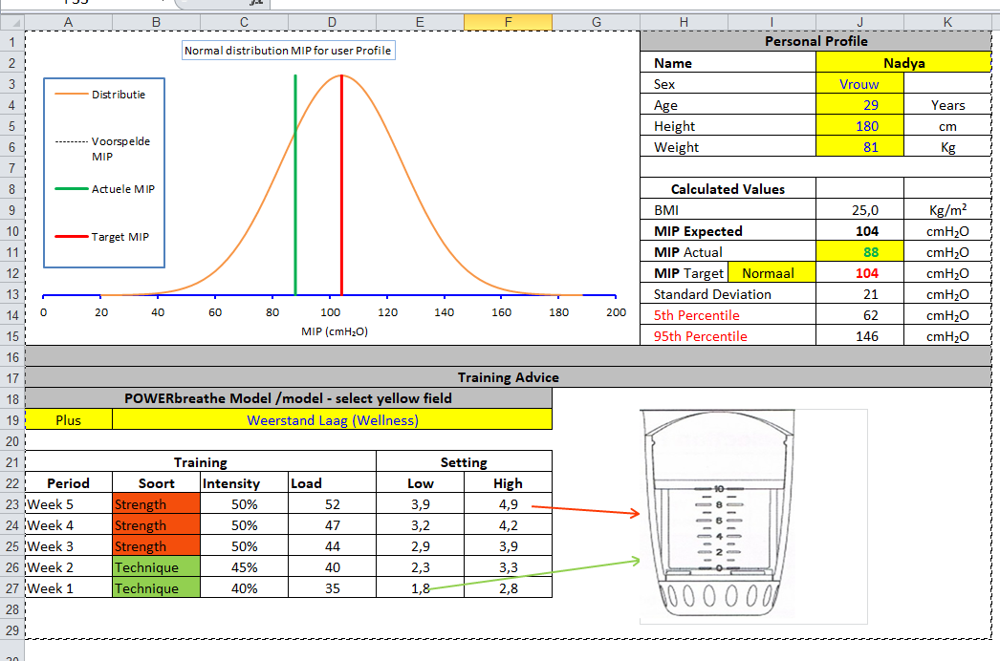 A B C D E F G H I J K
1 Normal distribution MIP for user Profile Personal Profile
2 Name Nadya
3 Distributie Sex Vrouw
4 Age 29 Years
5 Voorspelde Height 180 cm
6 MIP Weight 81 Kg
7
8 Actuele MIP Calculated Values
9 BMI 25,0 Kg/m²
10 Target MIP MIP Expected 104 cmH₂O
11 MIP Actual 88 cmH₂O
12 MIP Target Normaal 104 cmH₂O
13 Standard Deviation 21 cmH₂O
14 0 20 40 60 80 100 120 140 160 180 200 5th Percentile 62 cmH₂O
15 MIP (cmH₂O) 95th Percentile 146 cmH₂O
16
17 Training Advice
18 POWERbreathe Model /model - select yellow field
19 Plus Weerstand Laag (Wellness)
20
21 Training Setting
22 Period Soort Intensity Load Low High
23 Week 5 Strength 50% 52 3,9 4,9
24 Week 4 Strength 50% 47 3,2 4,2
25 Week 3 Strength 50% 44 2,9 3,9
26 Week 2 Technique 45% 40 2,3 3,3
27 Week 1 Technique 40% 35 1,8 2,8
28
29
10
8
6
4
2
0